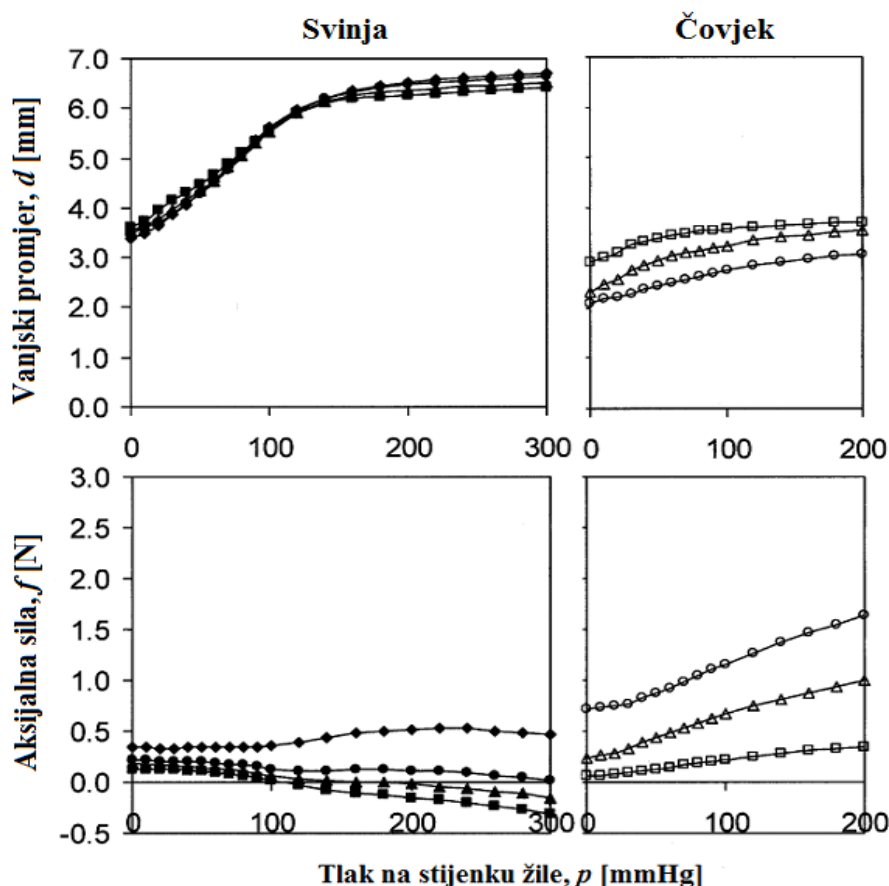 Svinja
Čovjek
Vanjski promjer, d [mm]
7.0
6.0
5.0
4.0
3.0
2.0
1.0
0.0
0 100 200 300
0 100 200
Aksijalna sila, f [N]
3.0
2.5
2.0
1.5
1.0
0.5
0.0
-0.5
0 100 200 300
0 100 200
Tlak na stijenku žile, p [mmHg]